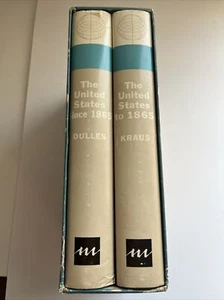 The
United
States
Since 1865
DULLES
The
United
States
to 1865
KRAUS
m
m